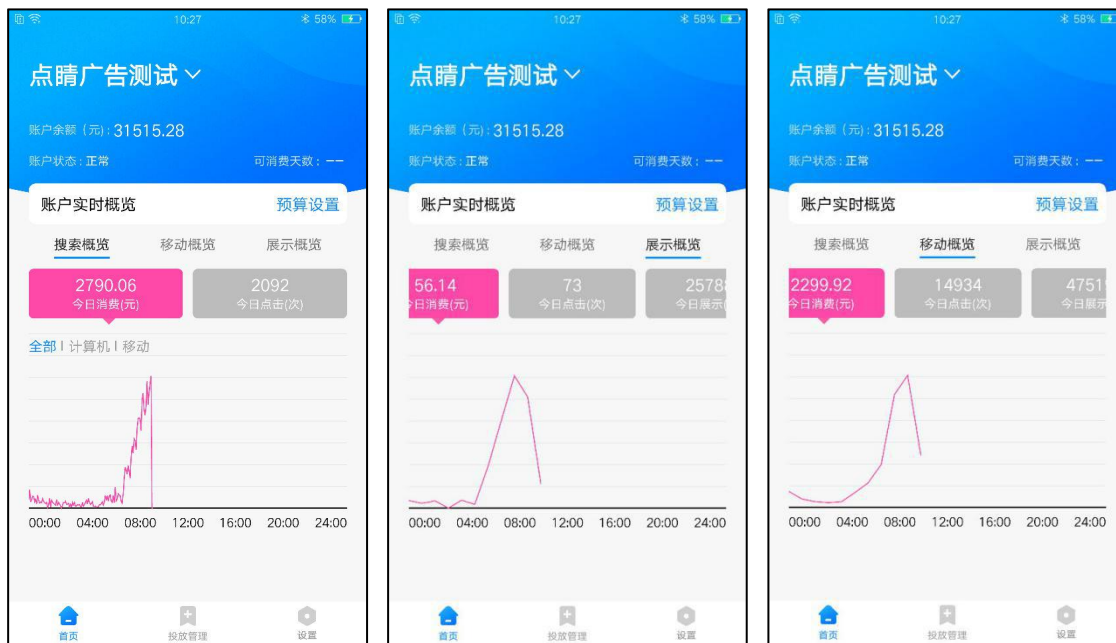 10:27
58%
点睛广告测试
账户余额（元）: 31515.28
账户状态 : 正常
可消费天数 : ——
账户实时概览
预算设置
搜索概览
移动概览
展示概览
2790.06
今日消费(元)
2092
今日点击(次)
全部 | 计算机 | 移动
00:00 04:00 08:00 12:00 16:00 20:00 24:00
首页
投放管理
设置
10:27
58%
点睛广告测试
账户余额（元）: 31515.28
账户状态 : 正常
可消费天数 : ——
账户实时概览
预算设置
搜索概览
移动概览
展示概览
56.14
今日消费(元)
73
今日点击(次)
2578
今日展示(
00:00 04:00 08:00 12:00 16:00 20:00 24:00
首页
投放管理
设置
10:27
58%
点睛广告测试
账户余额（元）: 31515.28
账户状态 : 正常
可消费天数 : ——
账户实时概览
预算设置
搜索概览
移动概览
展示概览
2299.92
今日消费(元)
14934
今日点击(次)
4751
今日展示
00:00 04:00 08:00 12:00 16:00 20:00 24:00
首页
投放管理
设置